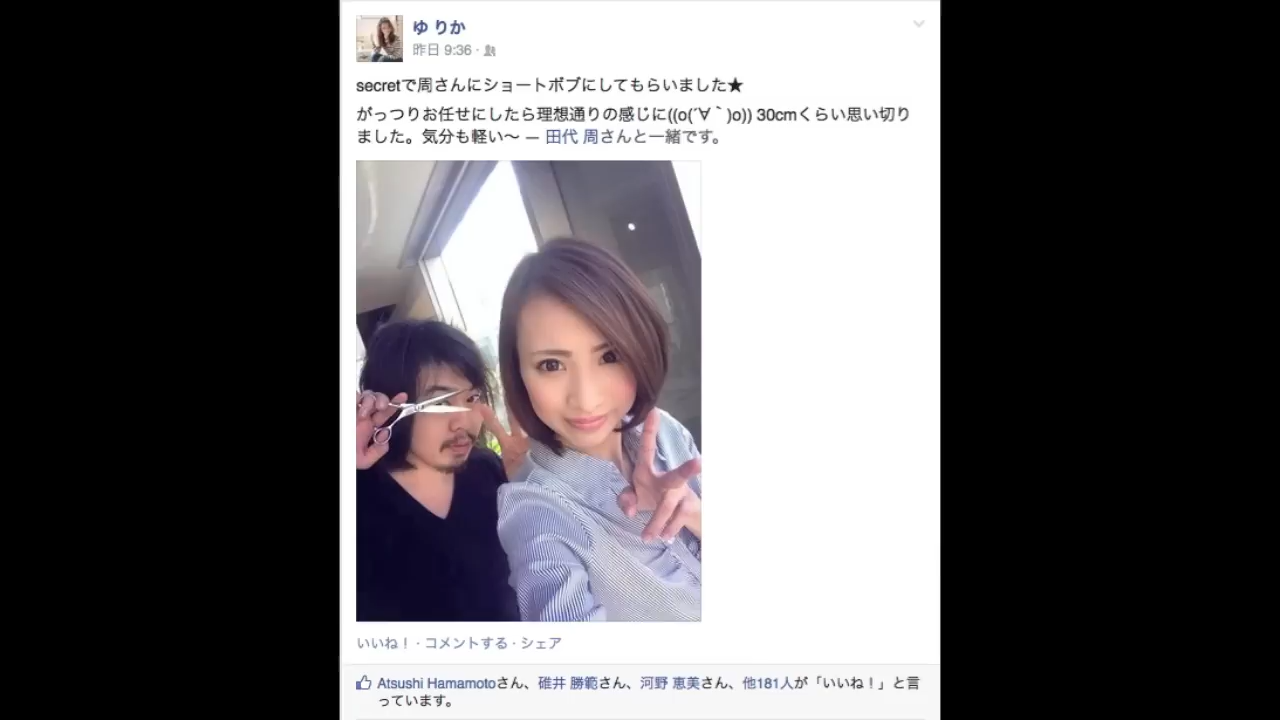 ゆ りか
昨日 9:36 ·
secretで周さんにショートボブにしてもらいました★
がっつりお任せにしたら理想通りの感じに((o(´∀｀)o)) 30cmくらい思い切り
ました。気分も軽い〜 — 田代 周さんと一緒です。
いいね！ · コメントする · シェア
Atsushi Hamamotoさん、碓井 勝範さん、河野 恵美さん、他181人が「いいね！」と言
っています。